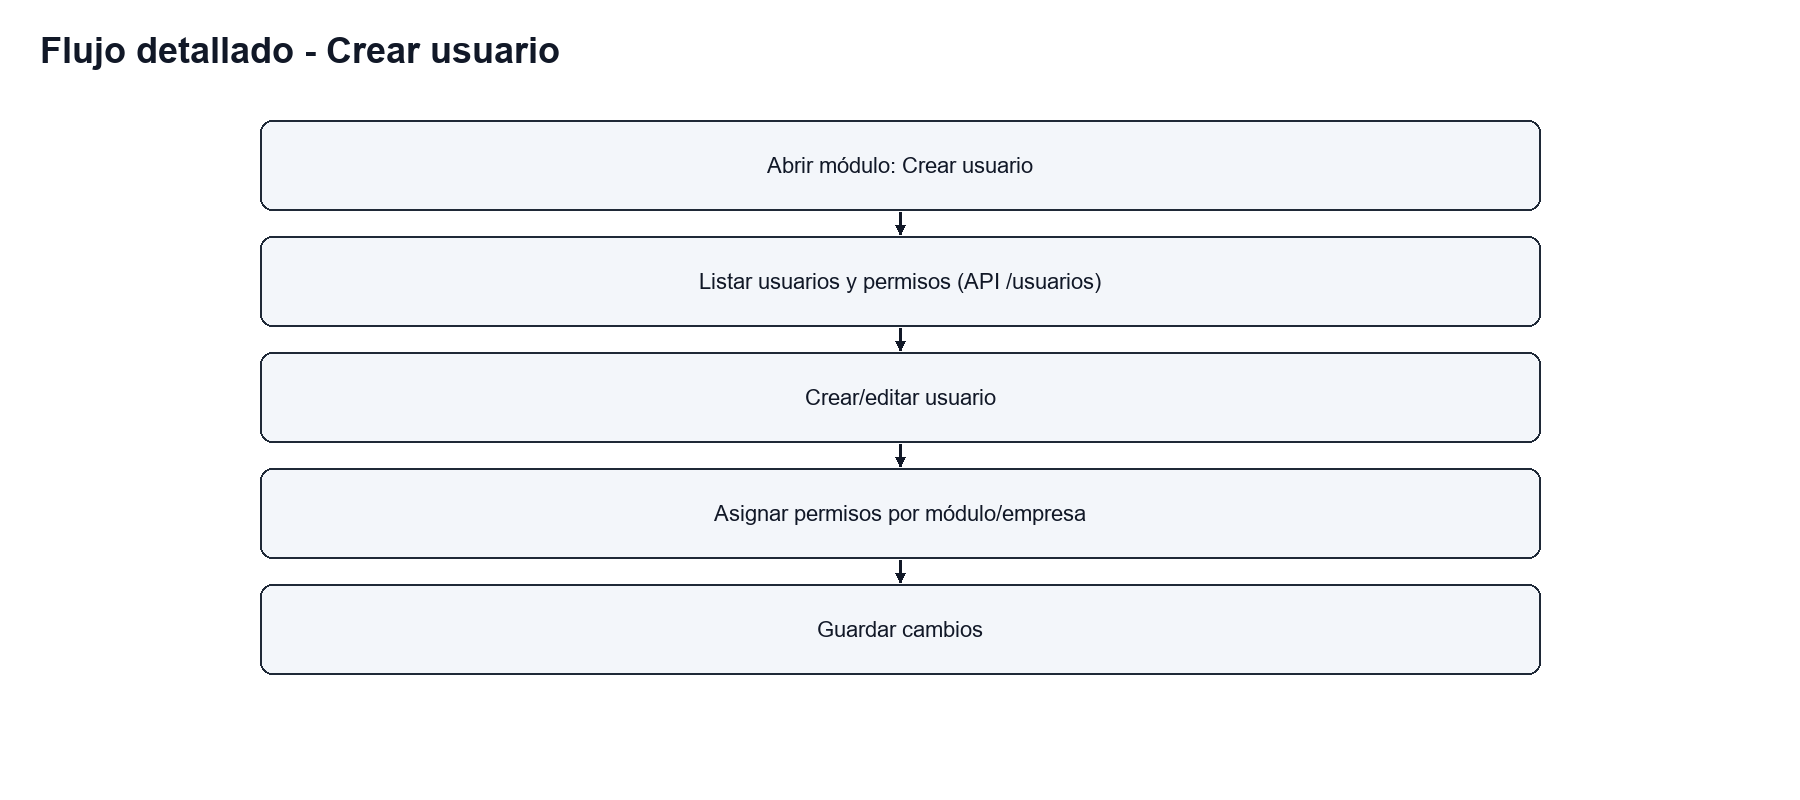 Flujo detallado - Crear usuario
Abrir módulo: Crear usuario
Listar usuarios y permisos (API /usuarios)
Crear/editar usuario
Asignar permisos por módulo/empresa
Guardar cambios